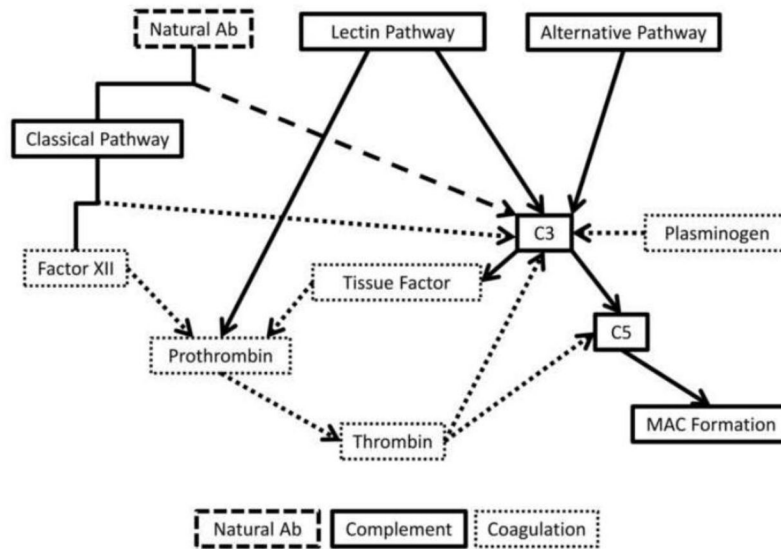 Natural Ab
Lectin Pathway
Alternative Pathway
Classical Pathway
C3
Plasminogen
Factor XII
Tissue Factor
Prothrombin
C5
Thrombin
MAC Formation
Natural Ab
Complement
Coagulation